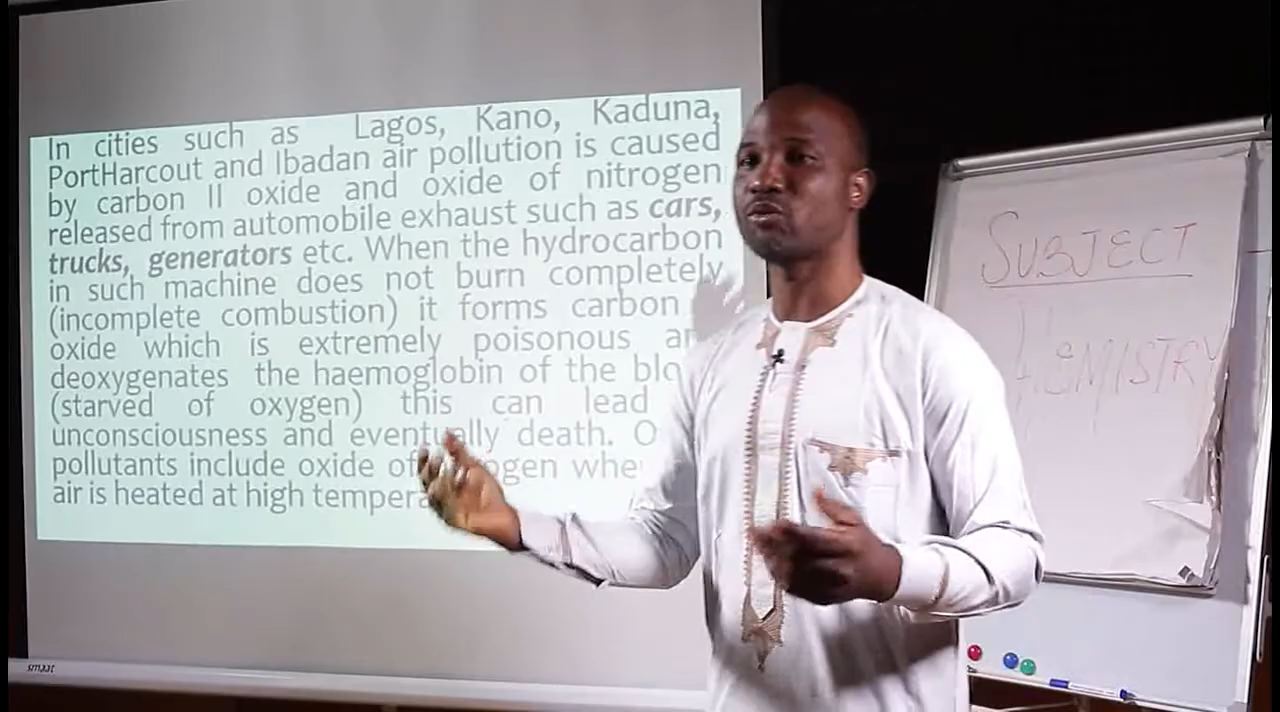 In cities such as Lagos, Kano, Kaduna,
PortHarcout and Ibadan air pollution is caused
by carbon II oxide and oxide of nitrogen
released from automobile exhaust such as cars,
trucks, generators etc. When the hydrocarbon
in such machine does not burn completely
(incomplete combustion) it forms carbon
oxide which is extremely poisonous
deoxygenates the haemoglobin of the
(starved of oxygen) this can lead
unconsciousness and eventually death.
pollutants include oxide of
air is heated at high
SUBJECT
CHEMISTRY
smaat